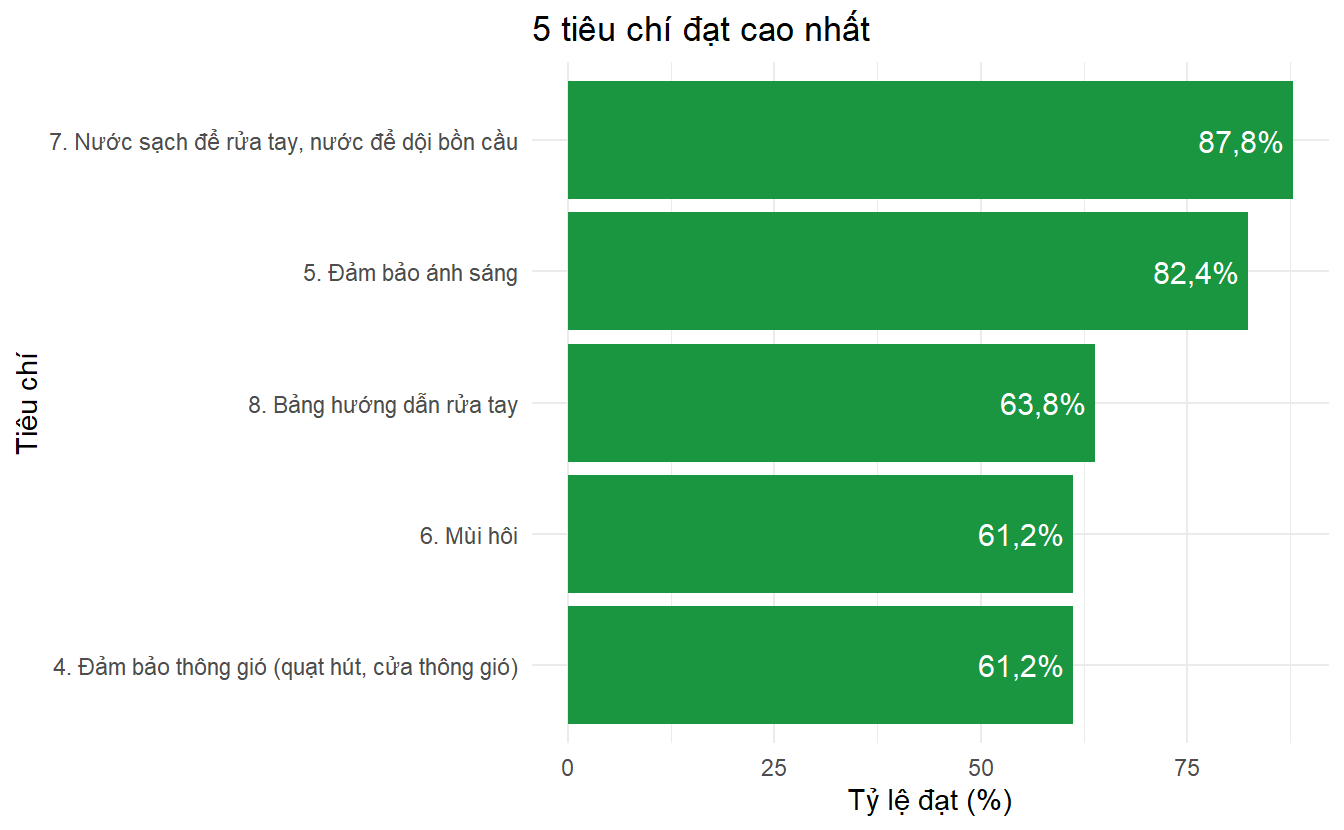 5 tiêu chí đạt cao nhất
Tiêu chí
7. Nước sạch để rửa tay, nước để dội bồn cầu
87,8%
5. Đảm bảo ánh sáng
82,4%
8. Bảng hướng dẫn rửa tay
63,8%
6. Mùi hôi
61,2%
4. Đảm bảo thông gió (quạt hút, cửa thông gió)
61,2%
0 25 50 75
Tỷ lệ đạt (%)